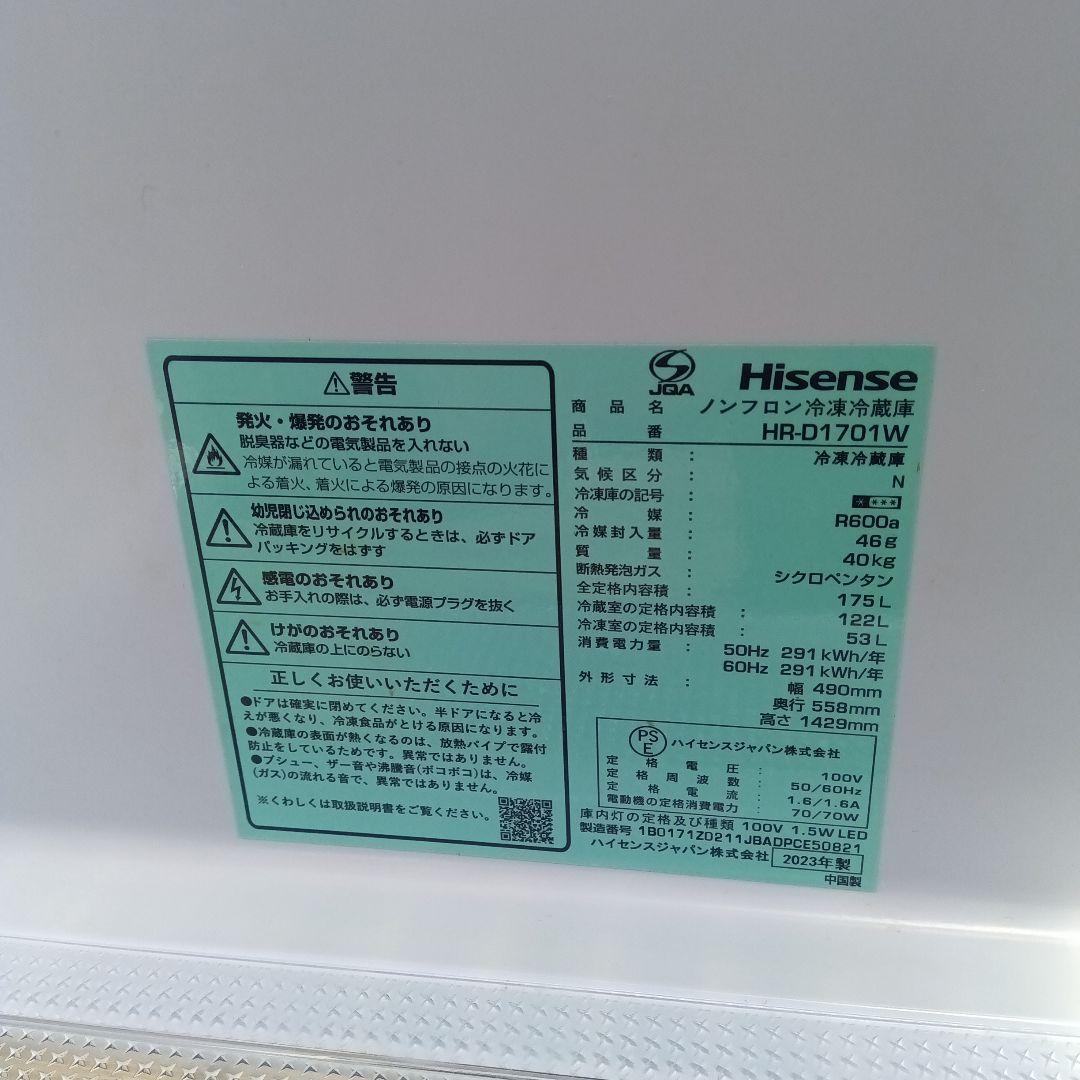 ⚠警告
発火・爆発のおそれあり
脱臭器などの電気製品を入れない
冷媒が漏れていると電気製品の接点の火花に
よる着火、着火による爆発の原因になります。
幼児閉じ込められのおそれあり
冷蔵庫をリサイクルするときは、必ずドア
パッキングをはずす
感電のおそれあり
お手入れの際は、必ず電源プラグを抜く
けがのおそれあり
冷蔵庫の上にのらない
正しくお使いいただくために
●ドアは確実に閉めてください。半ドアになると冷
えが悪くなり、冷凍食品がとける原因になります。
●冷蔵庫の表面が熱くなるのは、放熱パイプで露付
防止をしているためです。異常ではありません。
●プシュー、ザー音や沸騰音(ボコボコ)は、冷媒
(ガス)の流れる音で、異常ではありません。
※くわしくは取扱説明書をご覧ください。
JQA Hisense
商品名 ノンフロン冷凍冷蔵庫
品番 HR-D1701W
種類 : 冷凍冷蔵庫
気候区分 : N
冷凍庫の記号 : ****
冷媒 : R600a
冷媒封入量 : 46g
質量 : 40kg
断熱発泡ガス : シクロペンタン
全定格内容積 : 175L
冷蔵室の定格内容積 : 122L
冷凍室の定格内容積 : 53L
消費電力量 : 50Hz 291kWh/年
60Hz 291kWh/年
外形寸法 : 幅 490mm
奥行 558mm
高さ 1429mm
PSE ハイセンスジャパン株式会社
定格電圧 : 100V
定格周波数 : 50/60Hz
定格電流 : 1.6/1.6A
電動機の定格消費電力 : 70/70W
庫内灯の定格及び種類 100V 1.5W LED
製造番号 1B0171Z0211JBADPCE50821
ハイセンスジャパン株式会社 2023年製
中国製